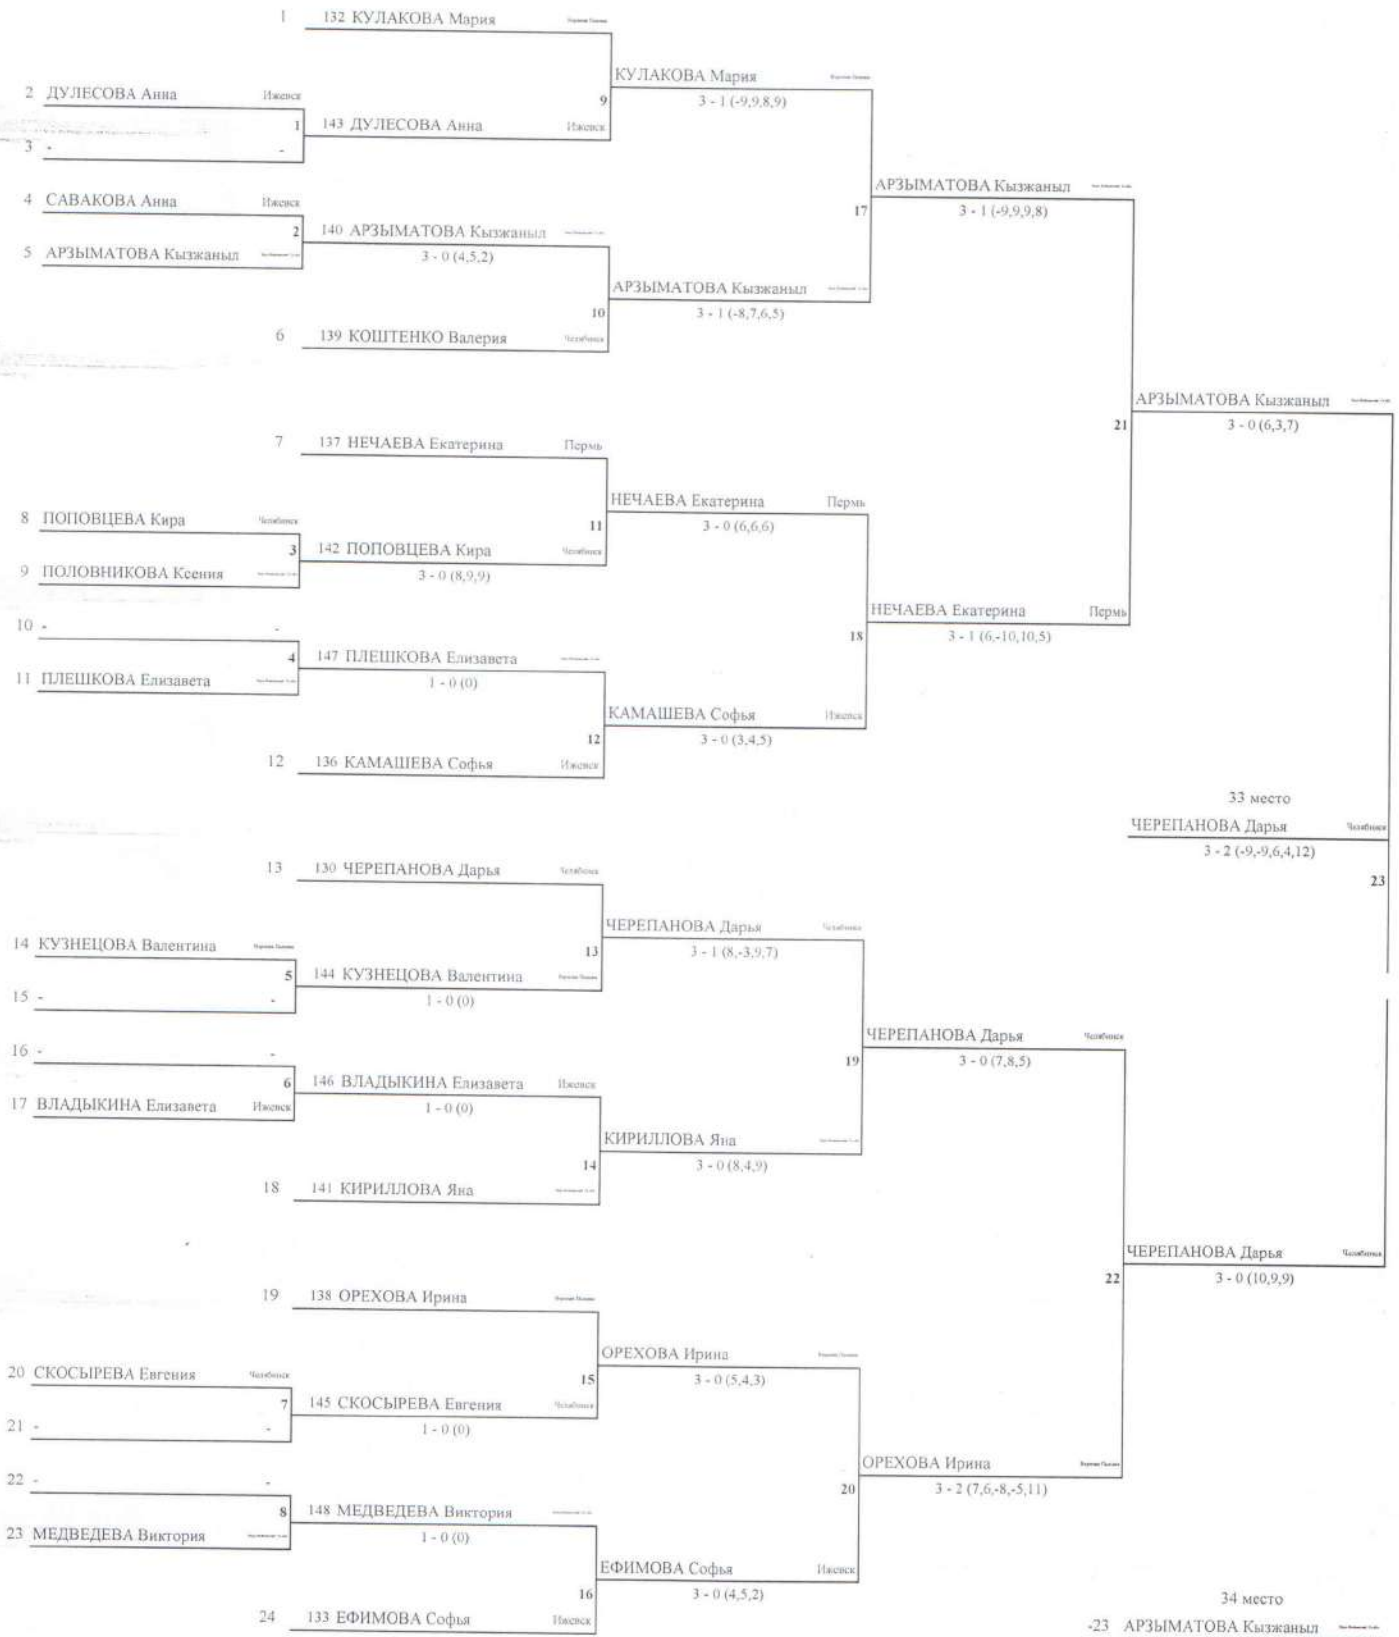 1 132 КУЛАКОВА Мария
КУЛАКОВА Мария
2 ДУЛЕСОВА Анна Ижевск
9
3 - 1 (-9,9,8,9)
1 143 ДУЛЕСОВА Анна Ижевск
3 - -
АРЗЫМАТОВА Кызжаныл
4 САВАКОВА Анна Ижевск
17
3 - 1 (-9,9,9,8)
2 140 АРЗЫМАТОВА Кызжаныл
5 АРЗЫМАТОВА Кызжаныл
3 - 0 (4,5,2)
АРЗЫМАТОВА Кызжаныл
10
3 - 1 (-8,7,6,5)
6 139 КОШТЕНКО Валерия Челябинск
АРЗЫМАТОВА Кызжаныл
21
3 - 0 (6,3,7)
7 137 НЕЧАЕВА Екатерина Пермь
НЕЧАЕВА Екатерина Пермь
8 ПОПОВЦЕВА Кира Челябинск
11
3 - 0 (6,6,6)
3 142 ПОПОВЦЕВА Кира Челябинск
9 ПОЛОВНИКОВА Ксения
3 - 0 (8,9,9)
НЕЧАЕВА Екатерина Пермь
10 - -
18
3 - 1 (6,-10,10,5)
4 147 ПЛЕШКОВА Елизавета
11 ПЛЕШКОВА Елизавета
1 - 0 (0)
КАМАШЕВА Софья Ижевск
12
3 - 0 (3,4,5)
12 136 КАМАШЕВА Софья Ижевск
33 место
ЧЕРЕПАНОВА Дарья Челябинск
3 - 2 (-9,-9,6,4,12)
13 130 ЧЕРЕПАНОВА Дарья Челябинск
23
ЧЕРЕПАНОВА Дарья Челябинск
14 КУЗНЕЦОВА Валентина
13
3 - 1 (8,-3,9,7)
5 144 КУЗНЕЦОВА Валентина
15 - -
1 - 0 (0)
ЧЕРЕПАНОВА Дарья Челябинск
16 - -
19
3 - 0 (7,8,5)
6 146 ВЛАДЫКИНА Елизавета Ижевск
17 ВЛАДЫКИНА Елизавета Ижевск
1 - 0 (0)
КИРИЛЛОВА Яна
14
3 - 0 (8,4,9)
18 141 КИРИЛЛОВА Яна
ЧЕРЕПАНОВА Дарья Челябинск
22
3 - 0 (10,9,9)
19 138 ОРЕХОВА Ирина
ОРЕХОВА Ирина
20 СКОСЫРЕВА Евгения Челябинск
15
3 - 0 (5,4,3)
7 145 СКОСЫРЕВА Евгения Челябинск
21 - -
1 - 0 (0)
ОРЕХОВА Ирина
22 - -
20
3 - 2 (7,6,-8,-5,11)
8 148 МЕДВЕДЕВА Виктория
23 МЕДВЕДЕВА Виктория
1 - 0 (0)
ЕФИМОВА Софья Ижевск
16
3 - 0 (4,5,2)
24 133 ЕФИМОВА Софья Ижевск
34 место
-23 АРЗЫМАТОВА Кызжаныл